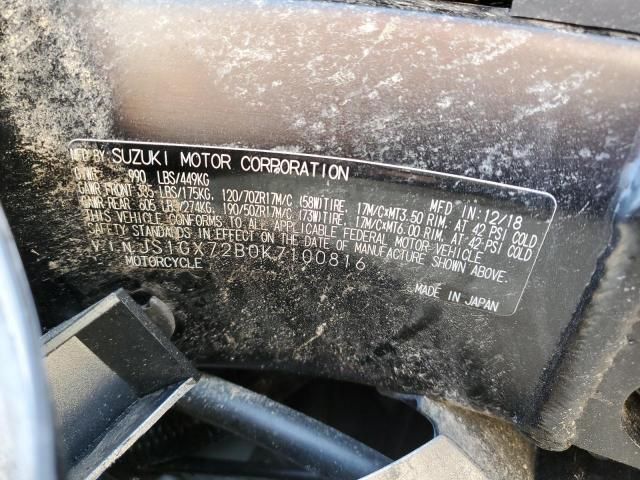 MFD BY SUZUKI MOTOR CORPORATION
GVWR 990 LBS/449KG MFD IN: 12/18
GAWR FRONT 385 LBS/175KG, 120/70ZR17M/C (58W)TIRE, 17M/C×MT3.50 RIM, AT 42 PSI COLD
GAWR-REAR 605 LBS/274KG, 190/50ZR17M/C (73W)TIRE, 17M/C×MT6.00 RIM, AT 42 PSI COLD
THIS VEHICLE CONFORMS TO ALL APPLICABLE FEDERAL MOTOR-VEHICLE
SAFETY STANDARDS IN EFFECT ON THE DATE OF MANUFACTURE SHOWN ABOVE.
V I N JS1GX72B0K7100816
MOTORCYCLE MADE IN JAPAN